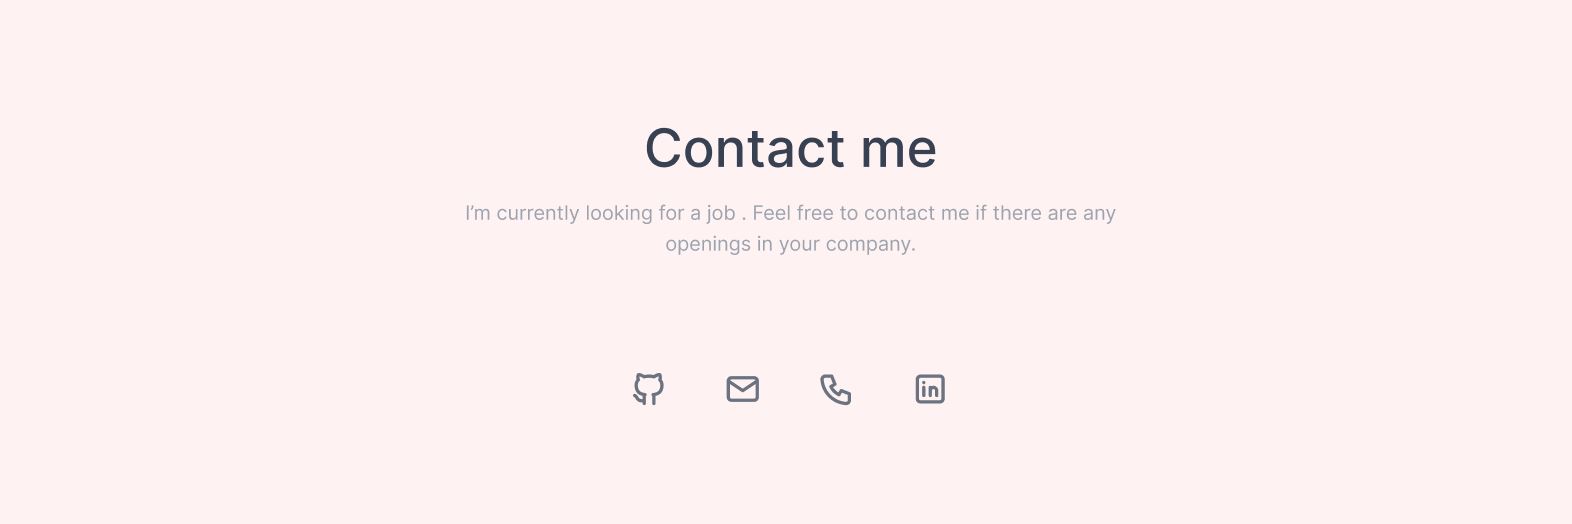 Contact me
I’m currently looking for a job . Feel free to contact me if there are any
openings in your company.
in